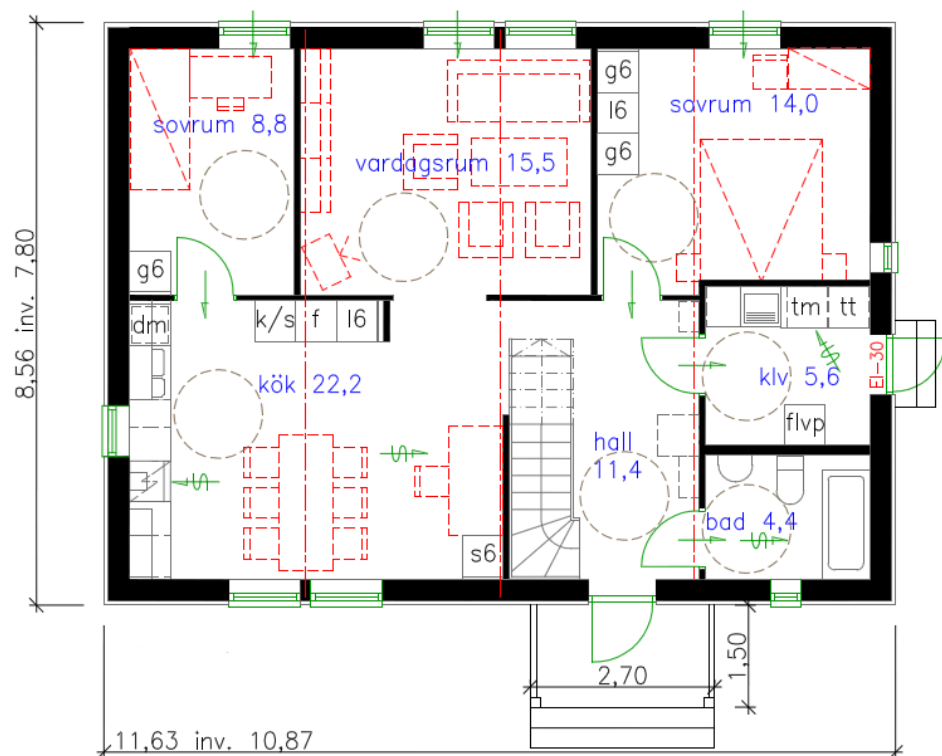 g6
sovrum 14,0
sovrum 8,8
l6
vardagsrum 15,5
g6
8,56 inv. 7,80
g6
dm
k/s f l6
tm tt
kök 22,2
klv 5,6
EI-30
flvp
hall
11,4
bad 4,4
s6
2,70
1,50
11,63 inv. 10,87